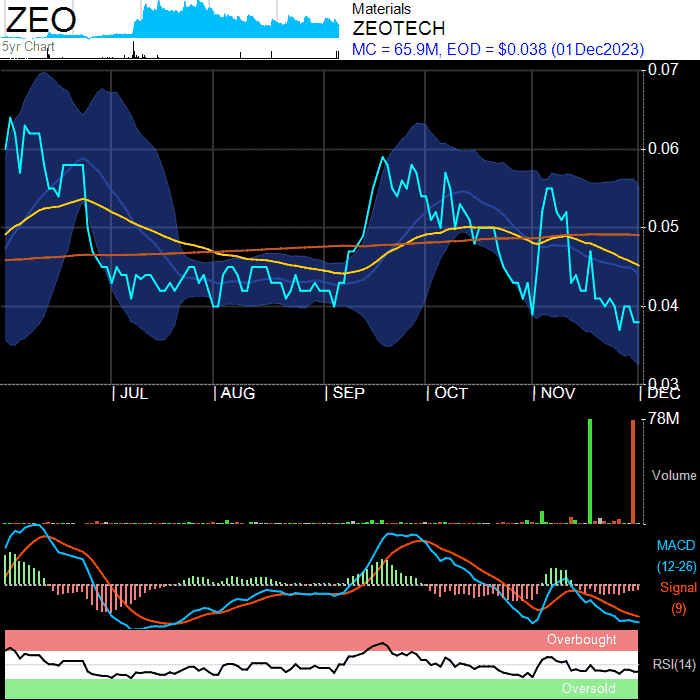 ZEO
Materials
ZEOTECH
MC = 65.9M, EOD = $0.038 (01Dec2023)
5yr Chart
0.07
0.06
0.05
0.04
0.03
JUL AUG SEP OCT NOV DEC
78M
Volume
MACD
(12-26)
Signal
(9)
Overbought
RSI(14)
Oversold